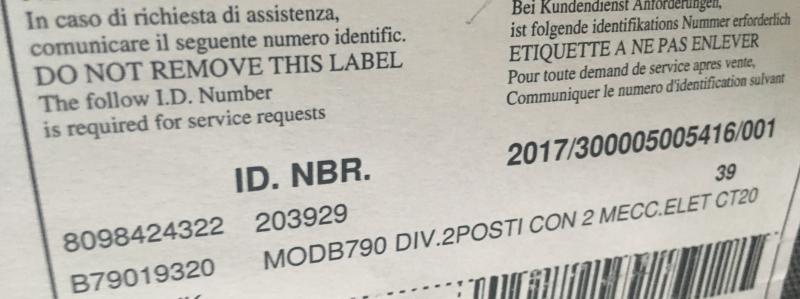 In caso di richiesta di assistenza,
comunicare il seguente numero identific.
DO NOT REMOVE THIS LABEL
The follow I.D. Number
is required for service requests
Bei Kundendienst Anforderungen,
ist folgende identifikations Nummer erforderlich
ETIQUETTE A NE PAS ENLEVER
Pour toute demand de service apres vente,
Communiquer le numero d'identification sulvant
ID. NBR.
2017/300005005416/001
8098424322 203929
39
B79019320 MODB790 DIV.2POSTI CON 2 MECC.ELET CT20